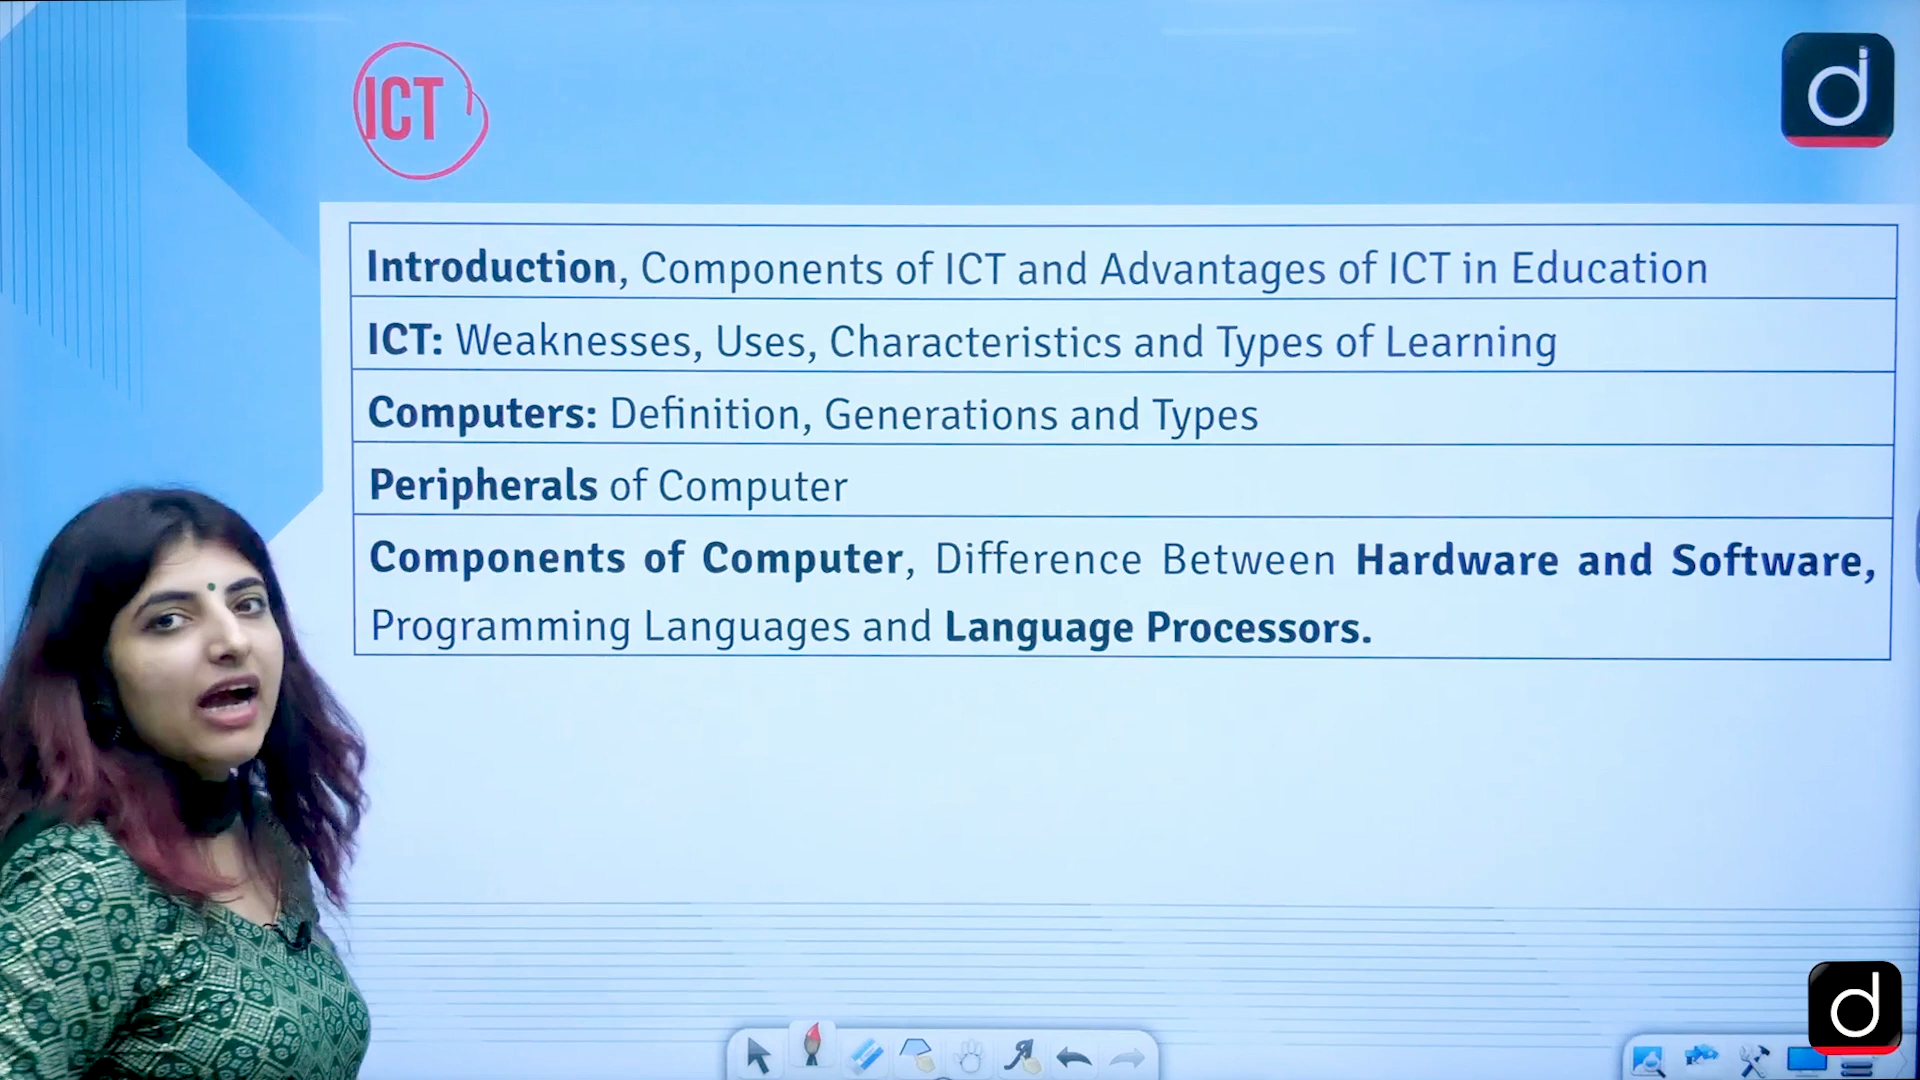 ICT
d
Introduction, Components of ICT and Advantages of ICT in Education
ICT: Weaknesses, Uses, Characteristics and Types of Learning
Computers: Definition, Generations and Types
Peripherals of Computer
Components of Computer, Difference Between Hardware and Software,
Programming Languages and Language Processors.
d